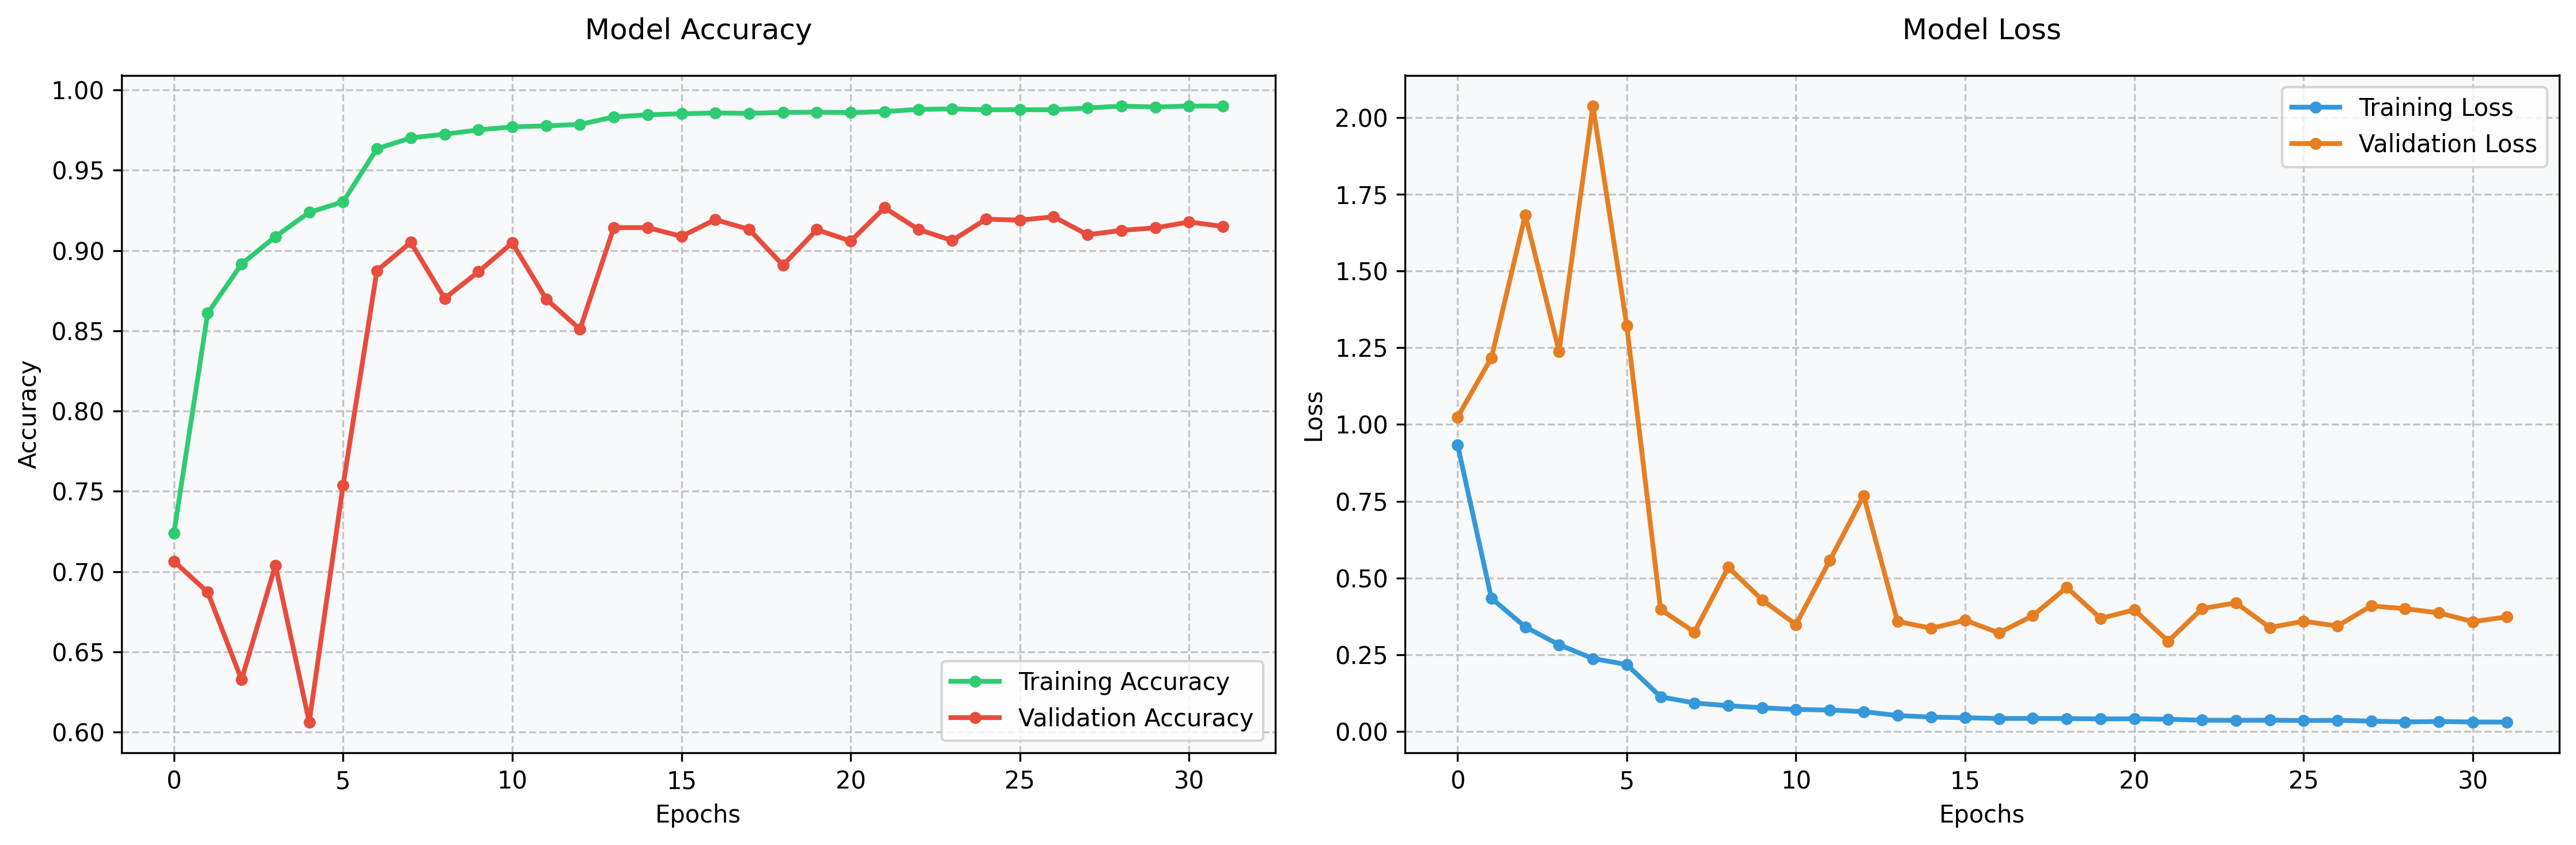 Model Accuracy
1.00
0.95
0.90
0.85
0.80
0.75
0.70
0.65
0.60
Accuracy
0 5 10 15 20 25 30
Epochs
Training Accuracy
Validation Accuracy
Model Loss
2.00
1.75
1.50
1.25
1.00
0.75
0.50
0.25
0.00
Loss
0 5 10 15 20 25 30
Epochs
Training Loss
Validation Loss